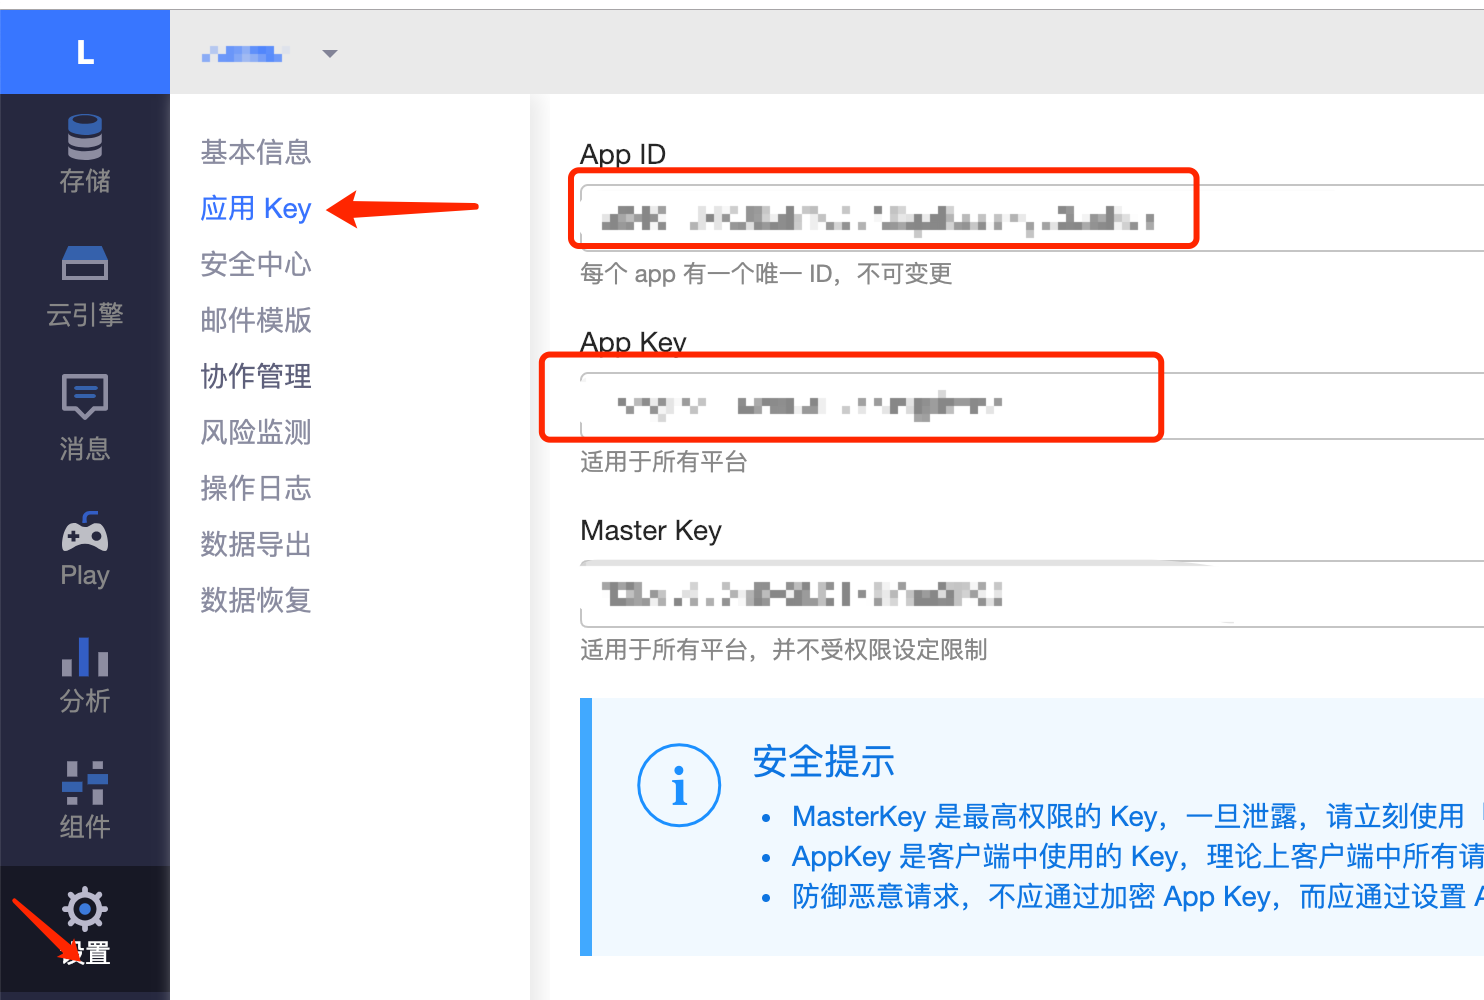 L
存储
云引擎
消息
Play
分析
组件
设置
基本信息
应用 Key
安全中心
邮件模版
协作管理
风险监测
操作日志
数据导出
数据恢复
App ID
每个 app 有一个唯一 ID，不可变更
App Key
适用于所有平台
Master Key
适用于所有平台，并不受权限设定限制
安全提示
• MasterKey 是最高权限的 Key，一旦泄露，请立刻使用「
• AppKey 是客户端中使用的 Key，理论上客户端中所有请
• 防御恶意请求，不应通过加密 App Key，而应通过设置 A